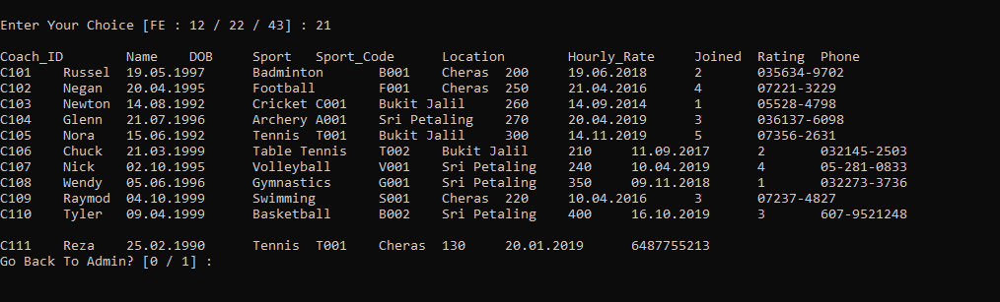 Enter Your Choice [FE : 12 / 22 / 43] : 21
Coach_ID Name DOB Sport Sport_Code Location Hourly_Rate Joined Rating Phone
C101 Russel 19.05.1997 Badminton B001 Cheras 200 19.06.2018 2 035634-9702
C102 Negan 20.04.1995 Football F001 Cheras 250 21.04.2016 4 07221-3229
C103 Newton 14.08.1992 Cricket C001 Bukit Jalil 260 14.09.2014 1 05528-4798
C104 Glenn 21.07.1996 Archery A001 Sri Petaling 270 20.04.2019 3 036137-6098
C105 Nora 15.06.1992 Tennis T001 Bukit Jalil 300 14.11.2019 5 07356-2631
C106 Chuck 21.03.1999 Table Tennis T002 Bukit Jalil 210 11.09.2017 2 032145-2503
C107 Nick 02.10.1995 Volleyball V001 Sri Petaling 240 10.04.2019 4 05-281-0833
C108 Wendy 05.06.1996 Gymnastics G001 Sri Petaling 350 09.11.2018 1 032273-3736
C109 Raymod 04.10.1999 Swimming S001 Cheras 220 10.04.2016 3 07237-4827
C110 Tyler 09.04.1999 Basketball B002 Sri Petaling 400 16.10.2019 3 607-9521248
C111 Reza 25.02.1990 Tennis T001 Cheras 130 20.01.2019 6487755213
Go Back To Admin? [0 / 1] :